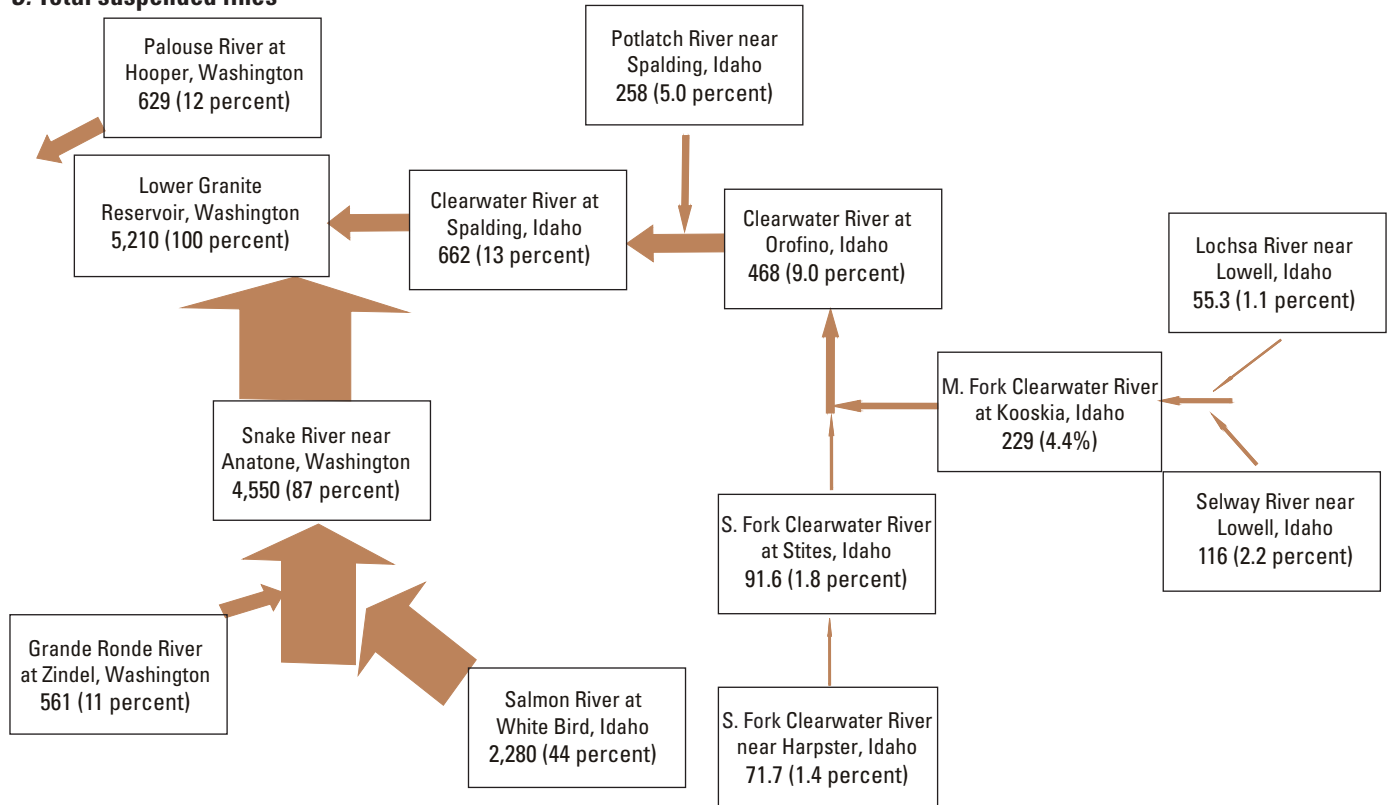 Total suspended fines
Palouse River at
Hooper, Washington
629 (12 percent)
Potlatch River near
Spalding, Idaho
258 (5.0 percent)
Lower Granite
Reservoir, Washington
5,210 (100 percent)
Clearwater River at
Spalding, Idaho
662 (13 percent)
Clearwater River at
Orofino, Idaho
468 (9.0 percent)
Lochsa River near
Lowell, Idaho
55.3 (1.1 percent)
M. Fork Clearwater River
at Kooskia, Idaho
229 (4.4%)
Snake River near
Anatone, Washington
4,550 (87 percent)
Selway River near
Lowell, Idaho
116 (2.2 percent)
S. Fork Clearwater River
at Stites, Idaho
91.6 (1.8 percent)
Grande Ronde River
at Zindel, Washington
561 (11 percent)
Salmon River at
White Bird, Idaho
2,280 (44 percent)
S. Fork Clearwater River
near Harpster, Idaho
71.7 (1.4 percent)